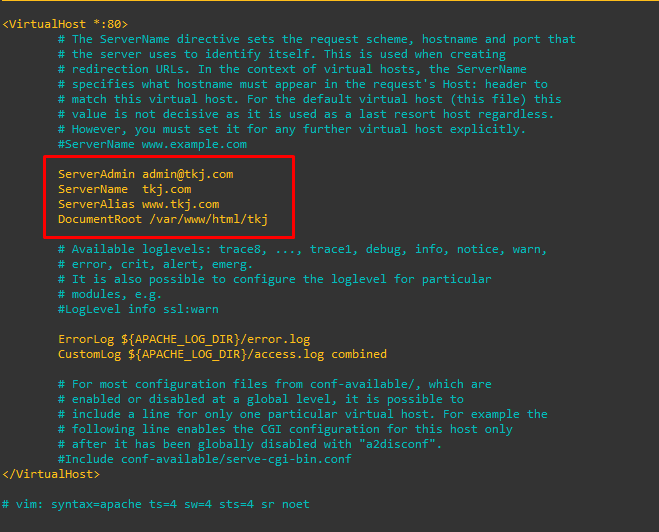 <VirtualHost *:80>
# The ServerName directive sets the request scheme, hostname and port that
# the server uses to identify itself. This is used when creating
# redirection URLs. In the context of virtual hosts, the ServerName
# specifies what hostname must appear in the request's Host: header to
# match this virtual host. For the default virtual host (this file) this
# value is not decisive as it is used as a last resort host regardless.
# However, you must set it for any further virtual host explicitly.
#ServerName www.example.com
ServerAdmin admin@tkj.com
ServerName  tkj.com
ServerAlias www.tkj.com
DocumentRoot /var/www/html/tkj
# Available loglevels: trace8, ..., trace1, debug, info, notice, warn,
# error, crit, alert, emerg.
# It is also possible to configure the loglevel for particular
# modules, e.g.
#LogLevel info ssl:warn
ErrorLog ${APACHE_LOG_DIR}/error.log
CustomLog ${APACHE_LOG_DIR}/access.log combined
# For most configuration files from conf-available/, which are
# enabled or disabled at a global level, it is possible to
# include a line for only one particular virtual host. For example the
# following line enables the CGI configuration for this host only
# after it has been globally disabled with "a2disconf".
#Include conf-available/serve-cgi-bin.conf
</VirtualHost>
# vim: syntax=apache ts=4 sw=4 sts=4 sr noet